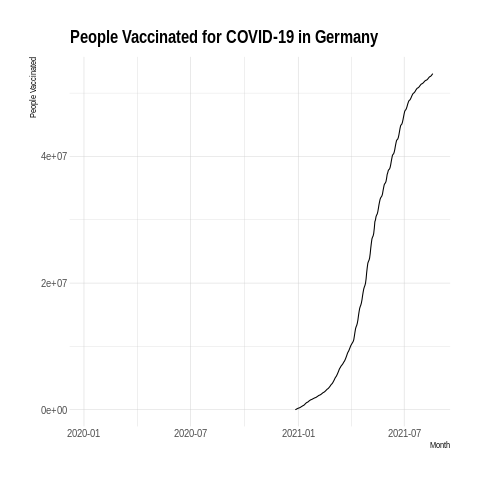 People Vaccinated for COVID-19 in Germany
People Vaccinated
4e+07
2e+07
0e+00
2020-01
2020-07
2021-01
2021-07
Month